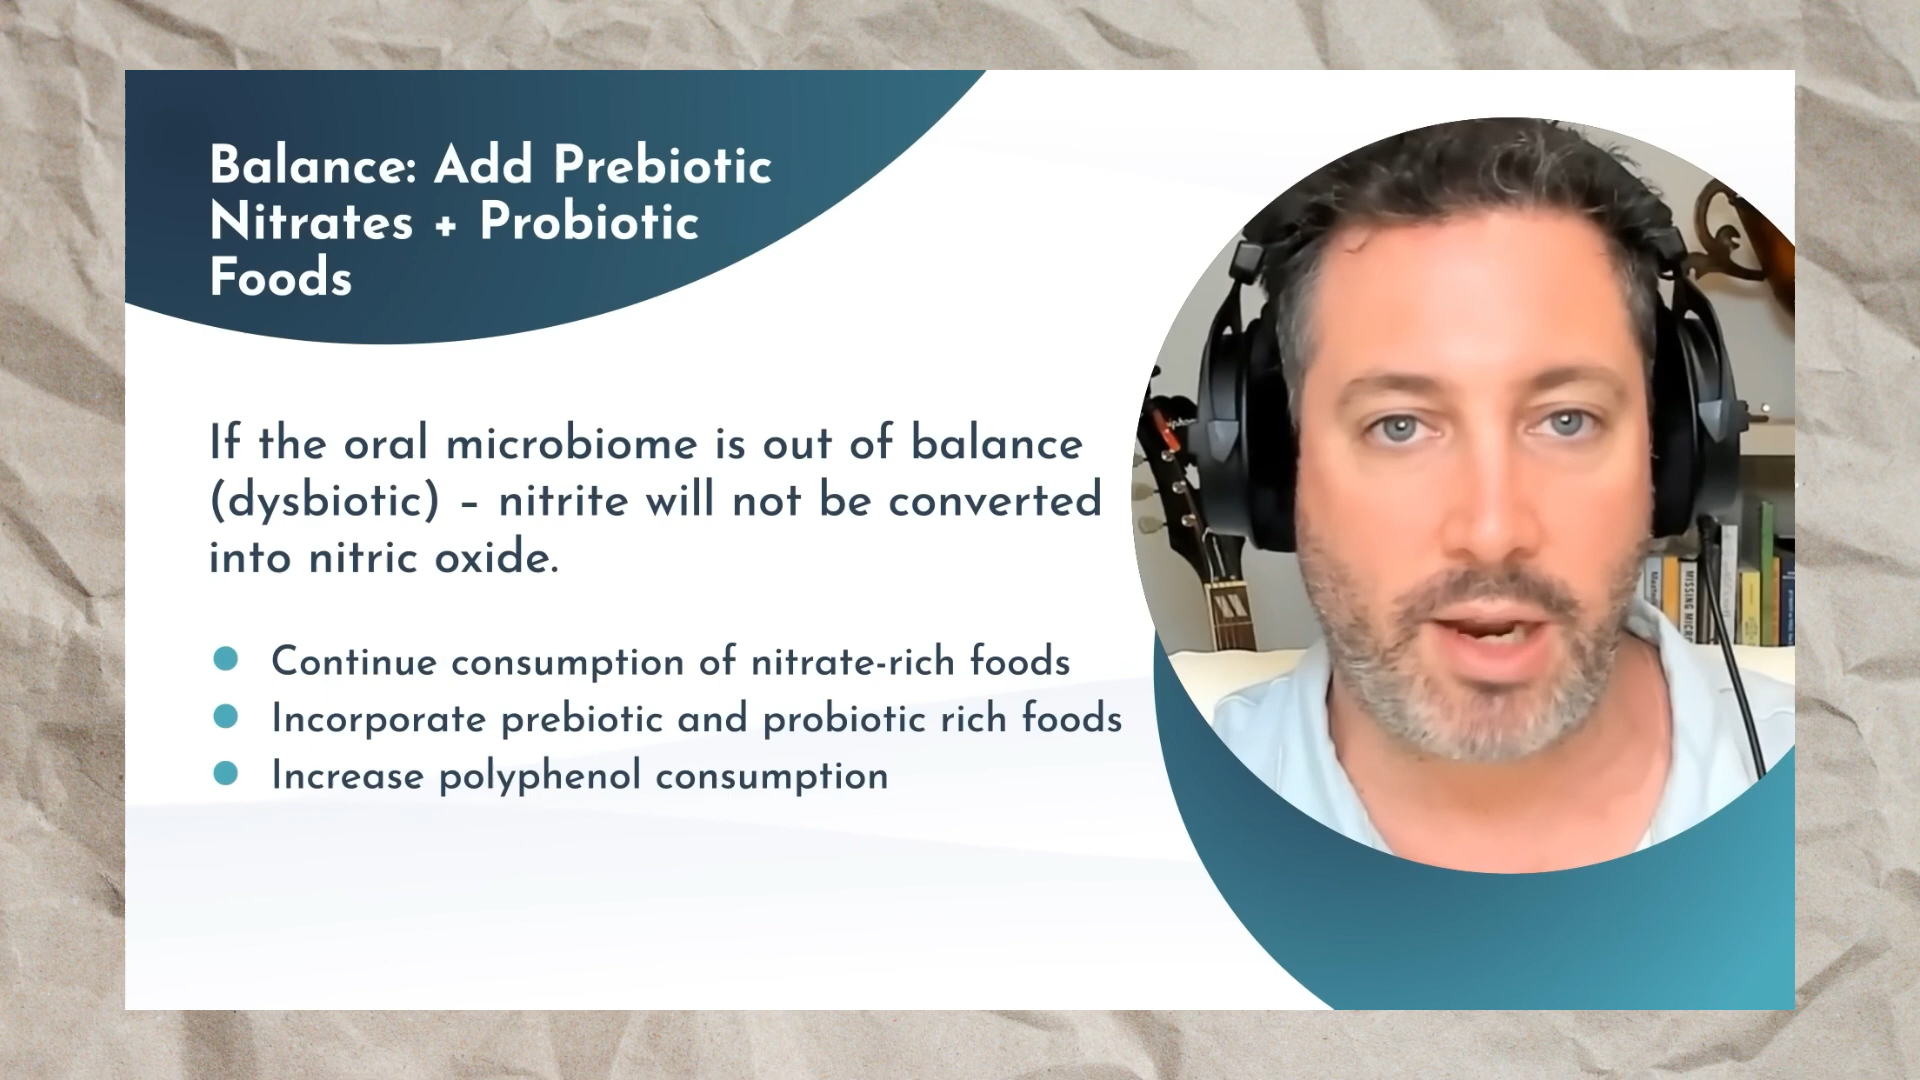 Balance: Add Prebiotic
Nitrates + Probiotic
Foods
If the oral microbiome is out of balance
(dysbiotic) – nitrite will not be converted
into nitric oxide.
Continue consumption of nitrate-rich foods
Incorporate prebiotic and probiotic rich foods
Increase polyphenol consumption
MISSING